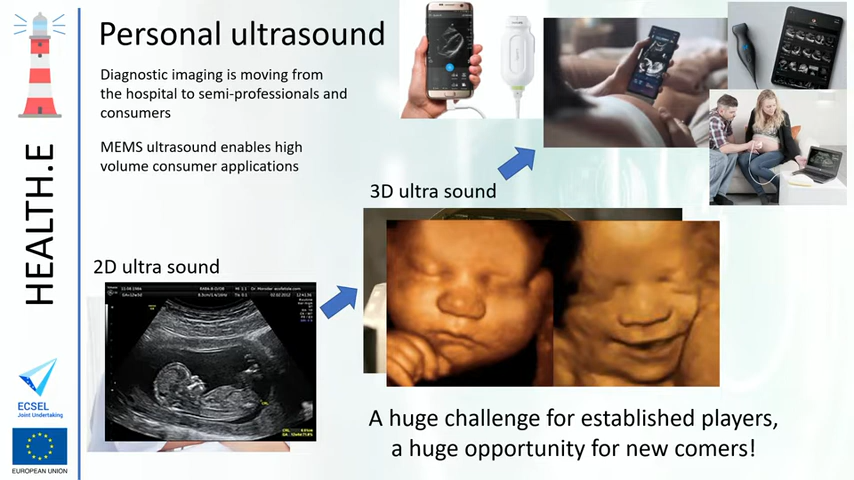 Personal ultrasound
Diagnostic imaging is moving from
the hospital to semi-professionals and
consumers
MEMS ultrasound enables high
volume consumer applications
3D ultra sound
2D ultra sound
A huge challenge for established players,
a huge opportunity for new comers!
HEALTH.E
ECSEL
Joint Undertaking
EUROPEAN UNION